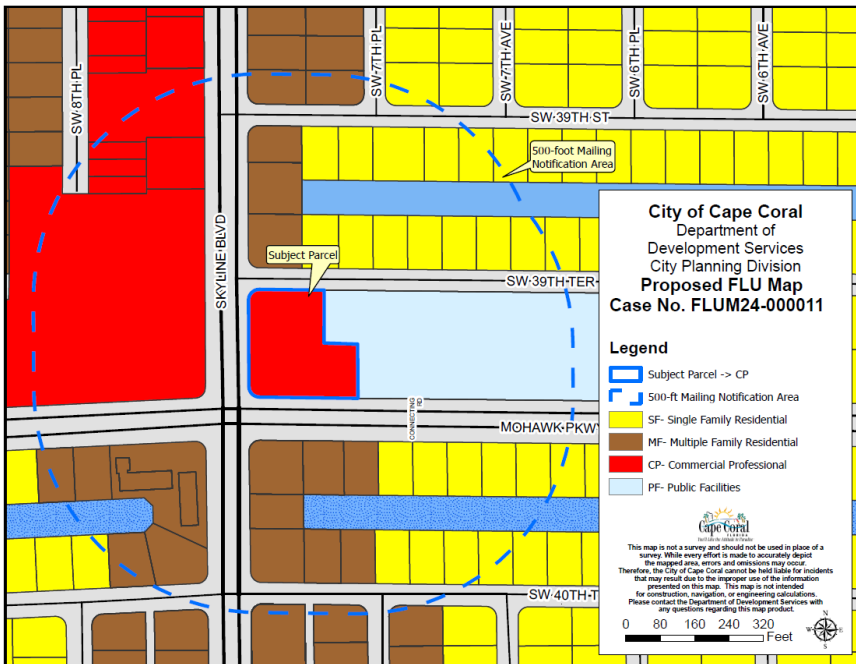 SW 8TH PL
SW 7TH PL
SW 7TH AVE
SW 6TH PL
SW 6TH AVE
SW 39TH ST
500-foot Mailing
Notification Area
SKYLINE BLVD
Subject Parcel
SW 39TH TER
CONNECTING
RD
MOHAWK PKWY
SW 40TH T
City of Cape Coral
Department of
Development Services
City Planning Division
Proposed FLU Map
Case No. FLUM24-000011
Legend
Subject Parcel -> CP
500-ft Mailing Notification Area
SF- Single Family Residential
MF- Multiple Family Residential
CP- Commercial Professional
PF- Public Facilities
Cape Coral
FLORIDA
This map is not a survey and should not be used in place of a
survey. While every effort is made to accurately depict
the mapped area, errors and omissions may occur.
Therefore, the City of Cape Coral cannot be held liable for incidents
that may result due to the improper use of the information
presented on this map. This map is not intended
for construction, navigation, or engineering calculations.
Please contact the Department of Development Services with
any questions regarding this map product.
0 80 160 240 320
Feet
N
W E
S